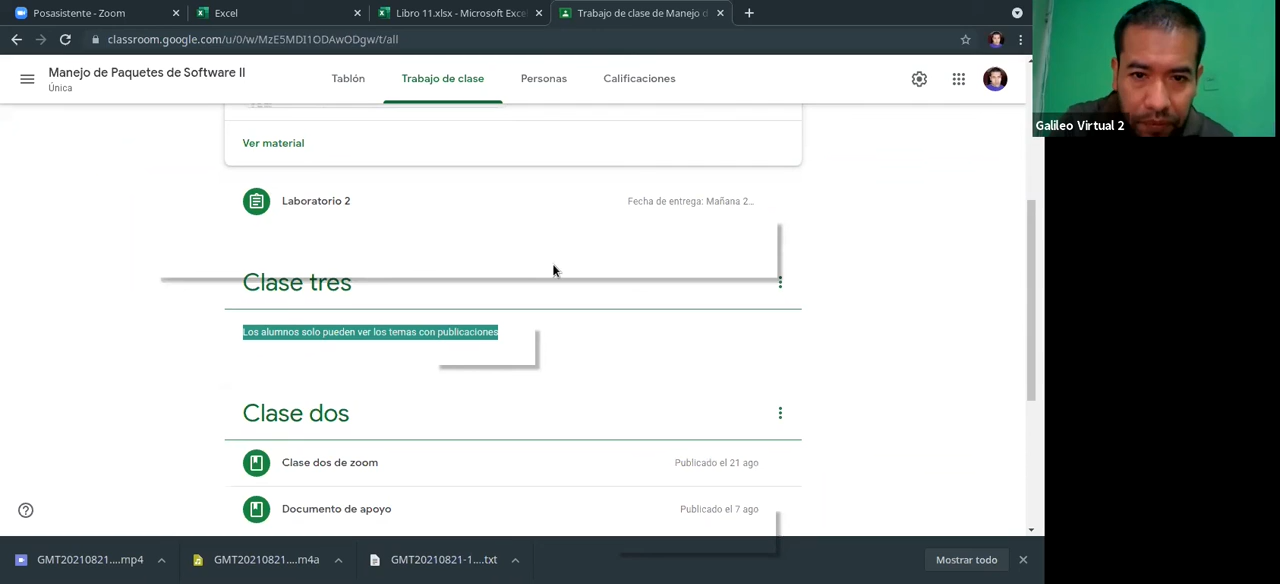 Posasistente - Zoom
Excel
Libro 11.xlsx - Microsoft Exce
Trabajo de clase de Manejo d
classroom.google.com/u/0/w/MzE5MDI1ODAwODgw/t/all
Manejo de Paquetes de Software II
Única
Tablón
Trabajo de clase
Personas
Calificaciones
Galileo Virtual 2
Ver material
Laboratorio 2
Fecha de entrega: Mañana 2...
Clase tres
Los alumnos solo pueden ver los temas con publicaciones
Clase dos
Clase dos de zoom
Publicado el 21 ago
Documento de apoyo
Publicado el 7 ago
GMT20210821....mp4
GMT20210821....m4a
GMT20210821-1....txt
Mostrar todo